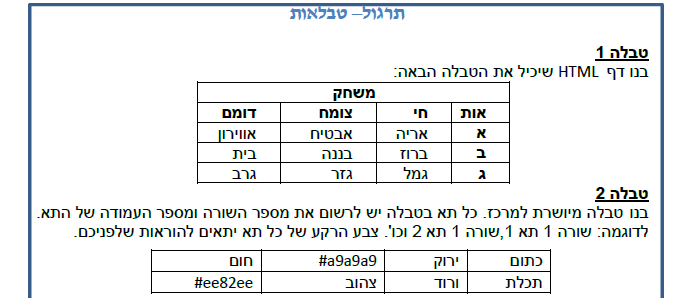 תרגול– טבלאות
טבלה 1
בנו דף HTML שיכיל את הטבלה הבאה:
משחק
אות חי צומח דומם
א אריה אבטיח אווירון
ב ברווז בננה בית
ג גמל גזר גרב
טבלה 2
בנו טבלה מיושרת למרכז. כל תא בטבלה יש לרשום את מספר השורה ומספר העמודה של התא.
לדוגמה: שורה 1 תא 1,שורה 1 תא 2 וכו'. צבע הרקע של כל תא יתאים להוראות שלפניכם.
כתום ירוק #a9a9a9 חום
תכלת ורוד צהוב #ee82ee